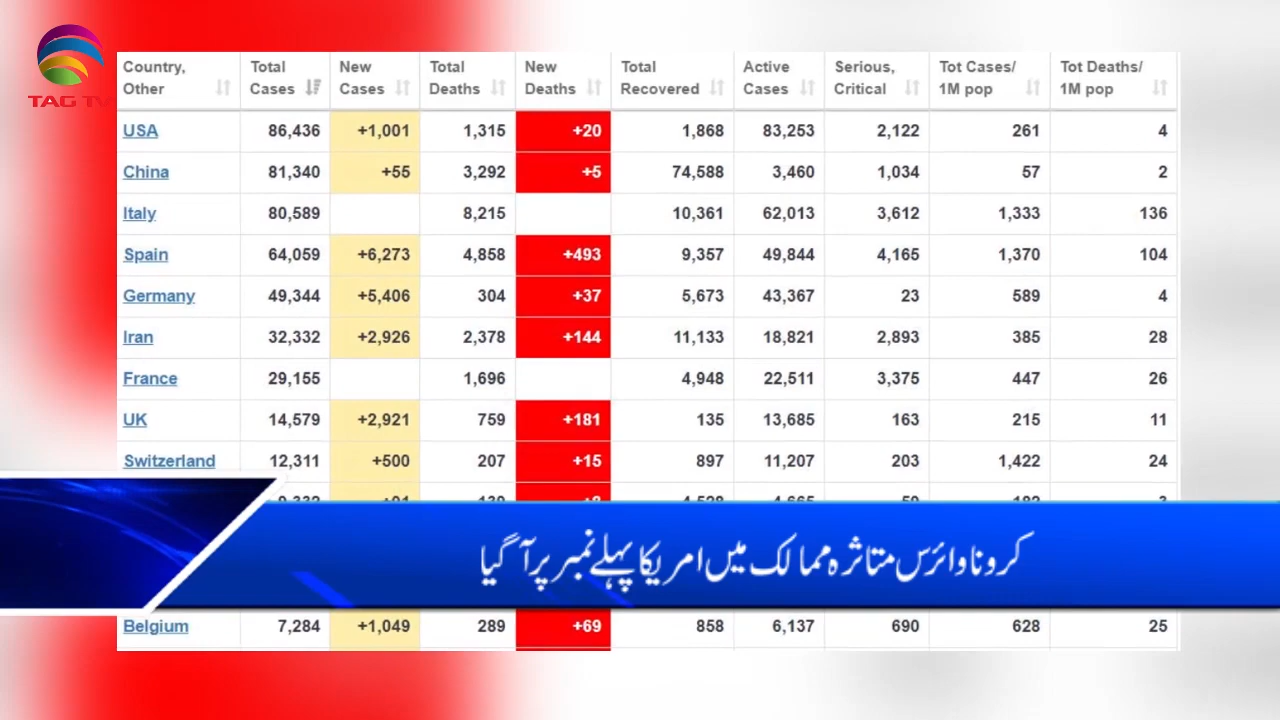 TAG TV
Country, Other Total Cases New Cases Total Deaths New Deaths Total Recovered Active Cases Serious, Critical Tot Cases/ 1M pop Tot Deaths/ 1M pop
USA 86,436 +1,001 1,315 +20 1,868 83,253 2,122 261 4
China 81,340 +55 3,292 +5 74,588 3,460 1,034 57 2
Italy 80,589 8,215 10,361 62,013 3,612 1,333 136
Spain 64,059 +6,273 4,858 +493 9,357 49,844 4,165 1,370 104
Germany 49,344 +5,406 304 +37 5,673 43,367 23 589 4
Iran 32,332 +2,926 2,378 +144 11,133 18,821 2,893 385 28
France 29,155 1,696 4,948 22,511 3,375 447 26
UK 14,579 +2,921 759 +181 135 13,685 163 215 11
Switzerland 12,311 +500 207 +15 897 11,207 203 1,422 24
کرونا وائرس متاثرہ ممالک میں امریکا پہلے نمبر پر آ گیا
Belgium 7,284 +1,049 289 +69 858 6,137 690 628 25